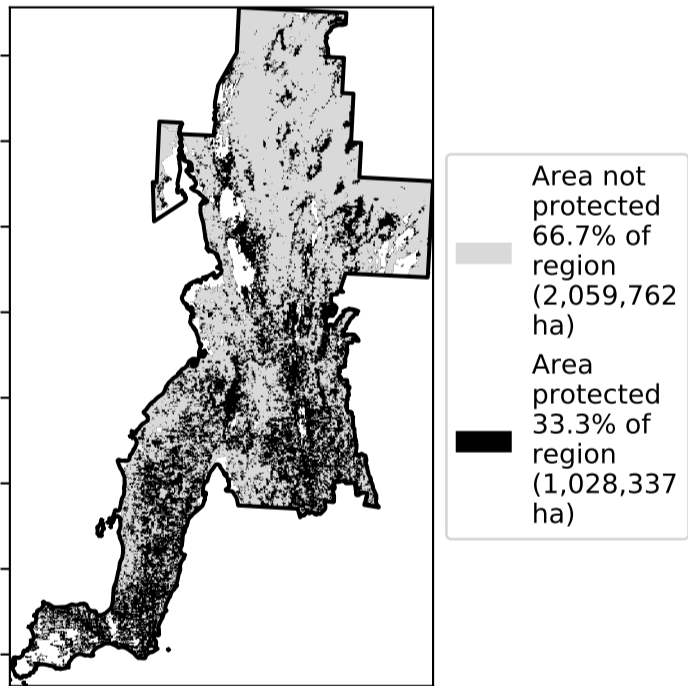 Area not
protected
66.7% of
region
(2,059,762
ha)
Area
protected
33.3% of
region
(1,028,337
ha)